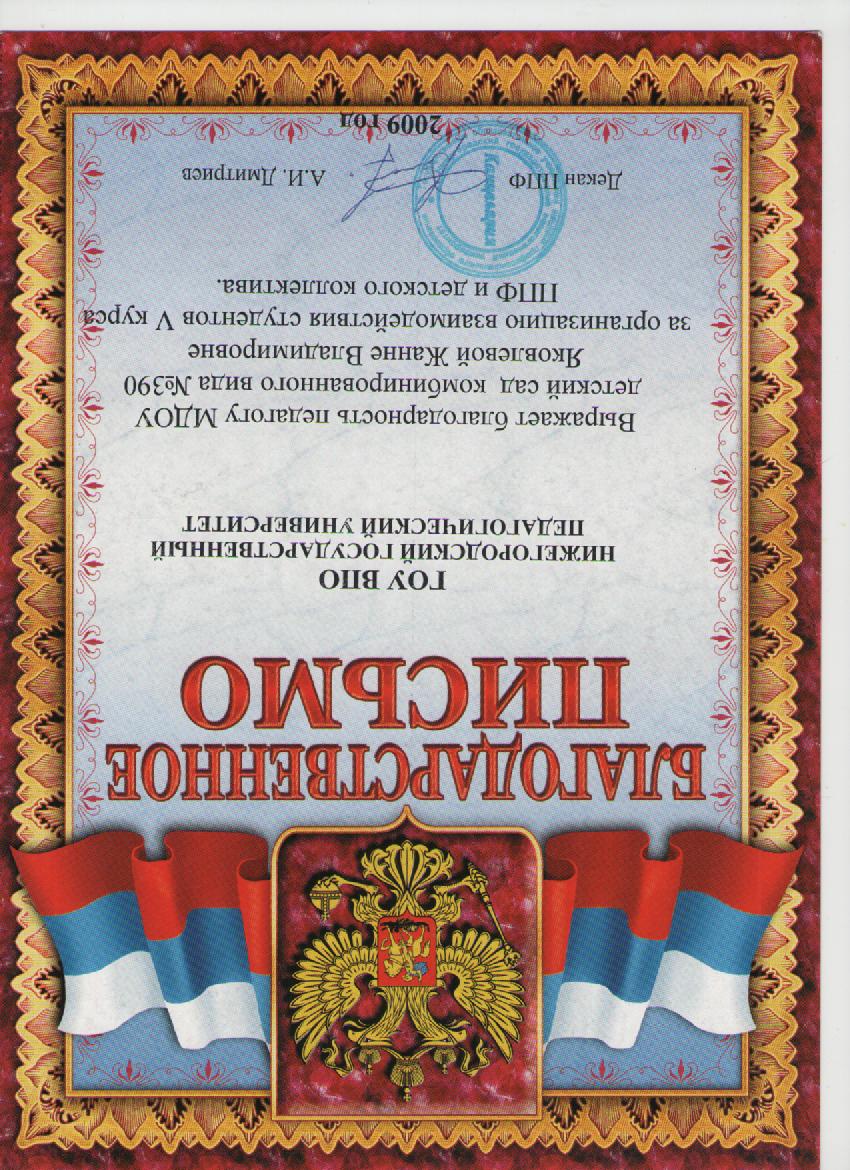 БЛАГОДАРСТВЕННОЕ
ПИСЬМО
ГОУ ВПО
НИЖЕГОРОДСКИЙ ГОСУДАРСТВЕННЫЙ
ПЕДАГОГИЧЕСКИЙ УНИВЕРСИТЕТ
Выражает благодарность педагогу МДОУ
детский сад комбинированного вида №390
Яковлевой Жанне Владимировне
за организацию взаимодействия студентов V курса
ППФ и детского коллектива.
Декан ППФ А.И. Дмитриев
2009 год